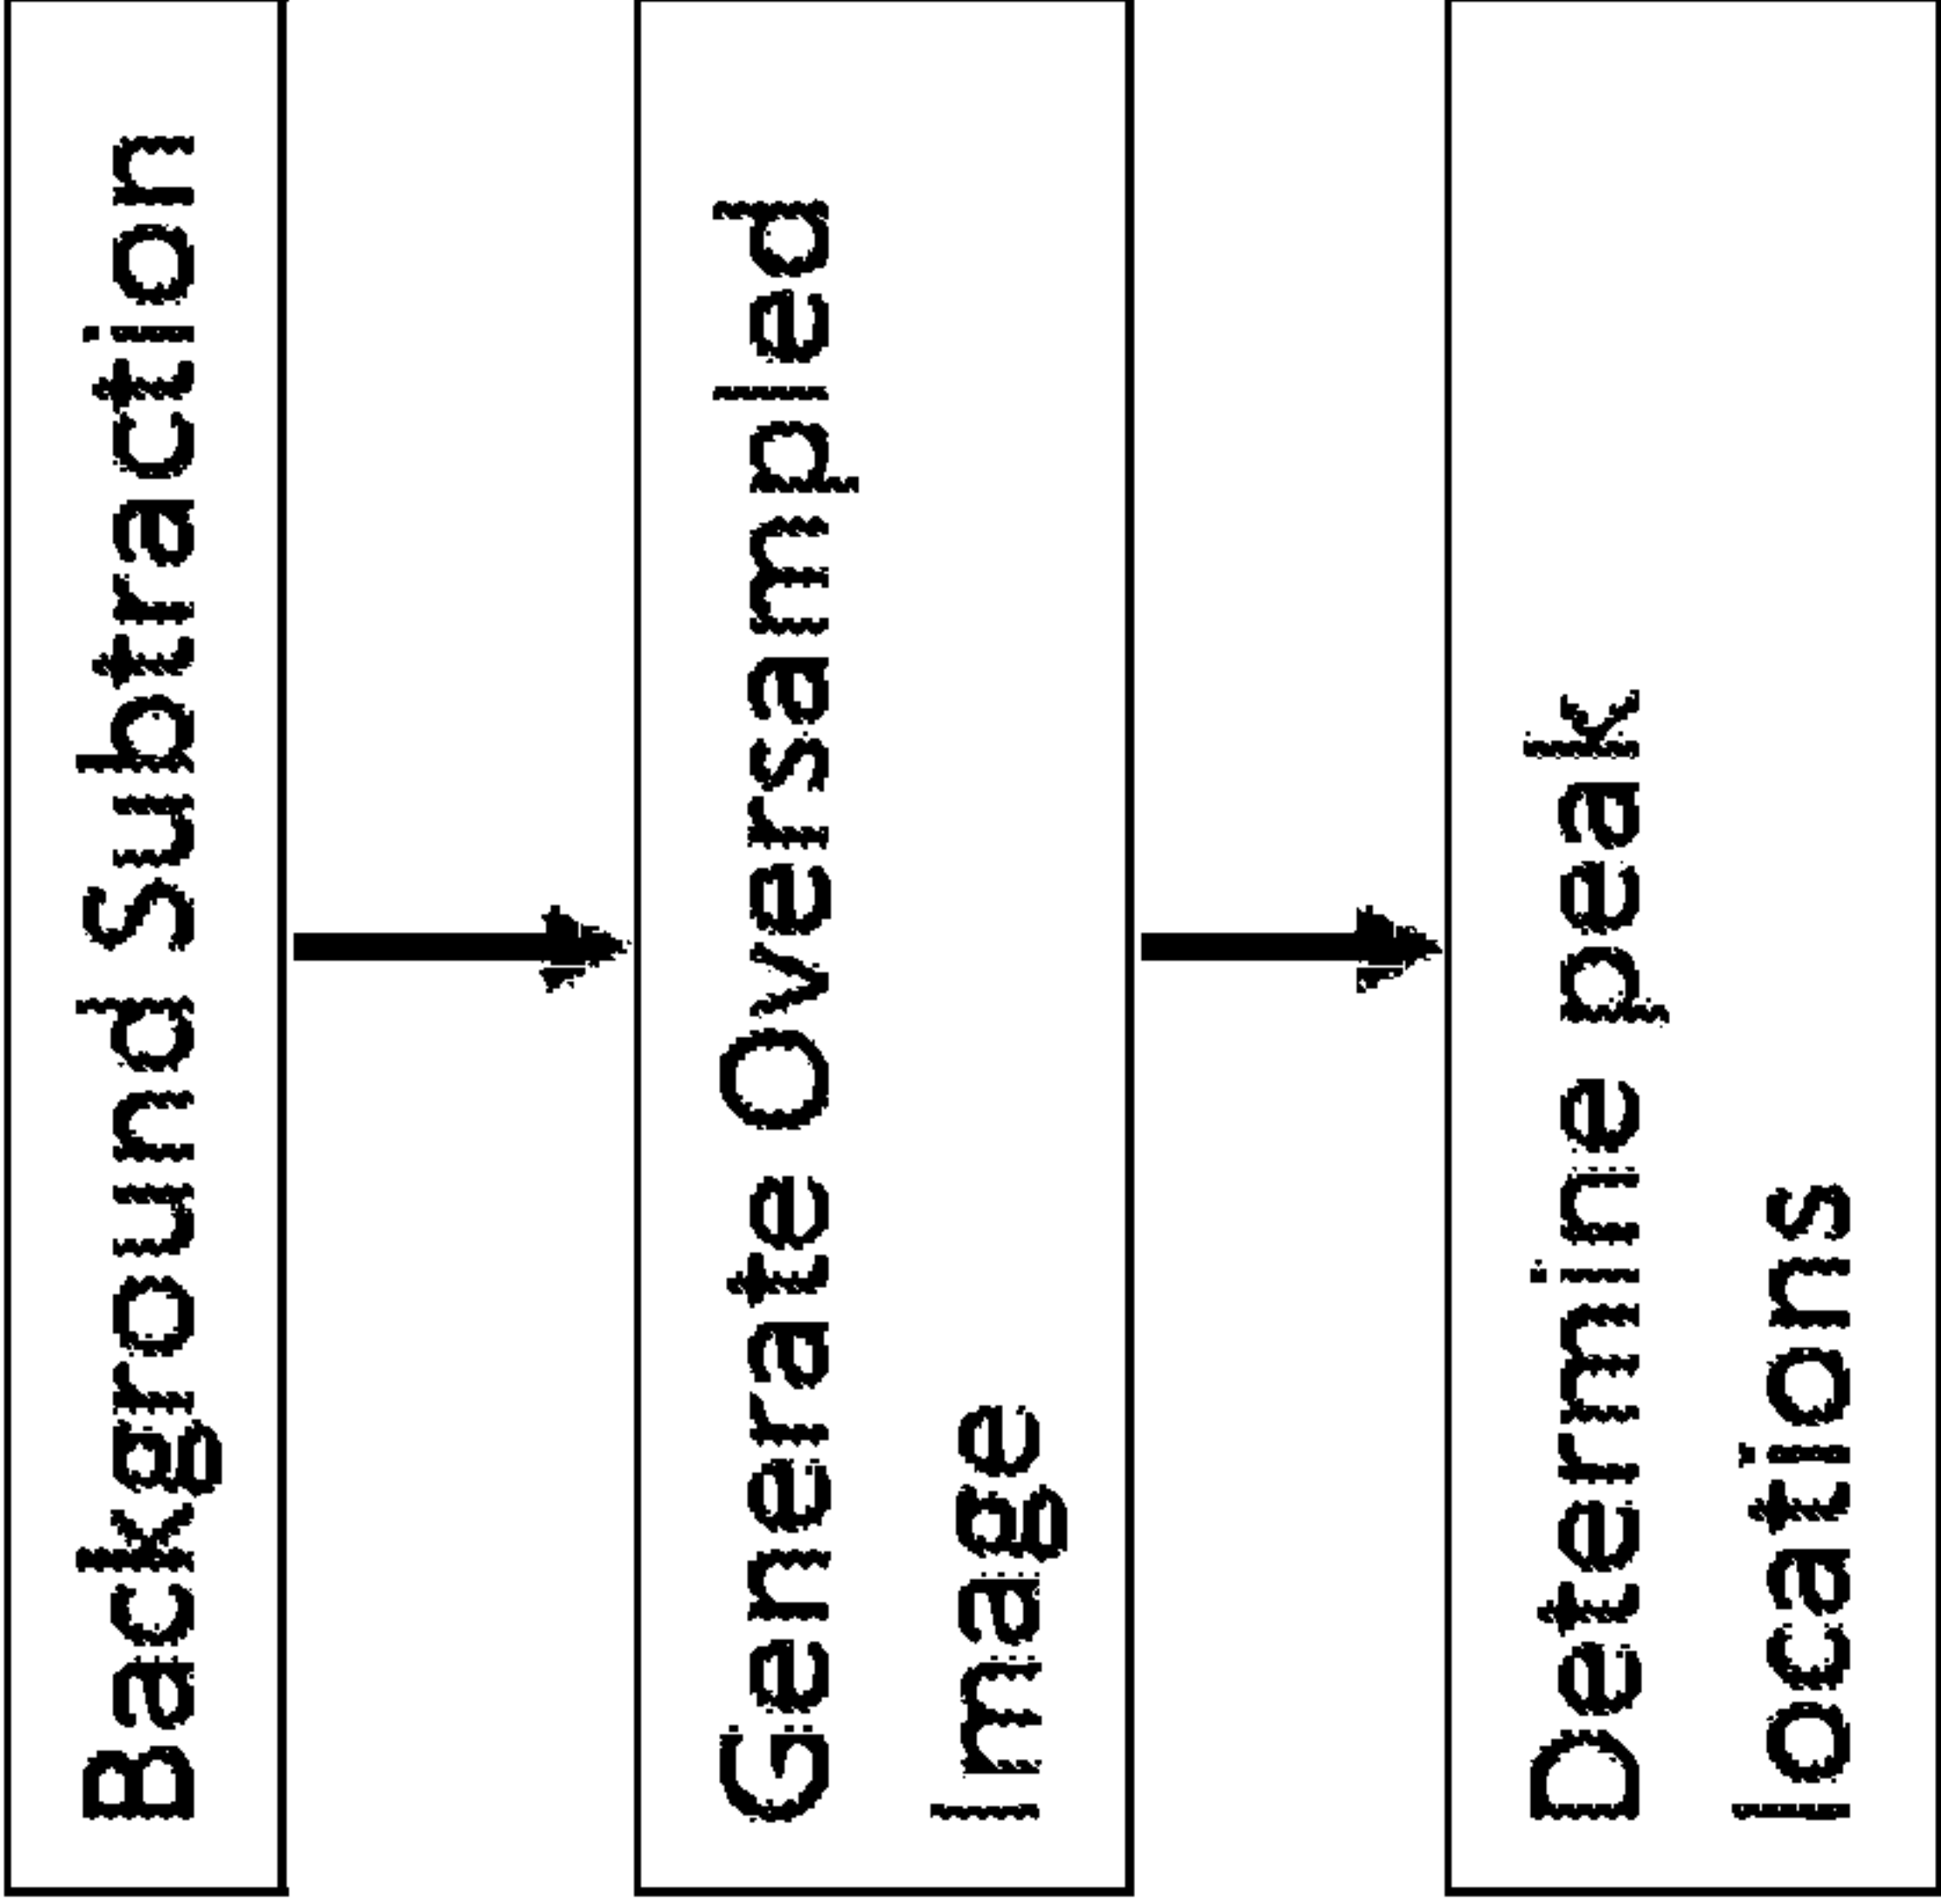 Background Subtraction
Generate Oversampled
Image
Determine peak
locations